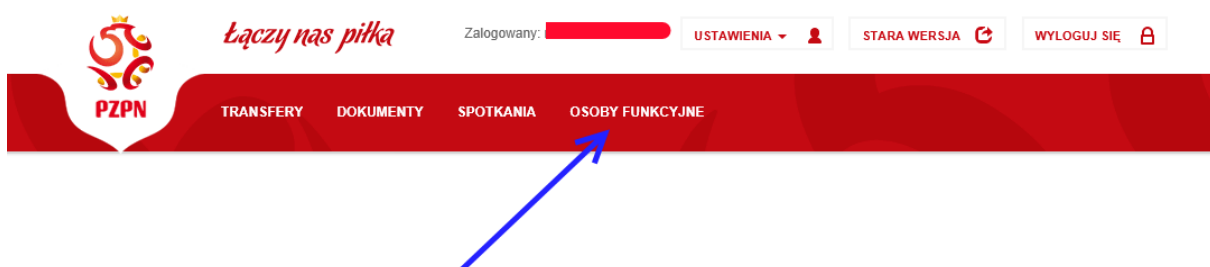 Łączy nas piłka
Zalogowany:
USTAWIENIA
STARA WERSJA
WYLOGUJ SIĘ
PZPN
TRANSFERY
DOKUMENTY
SPOTKANIA
OSOBY FUNKCYJNE